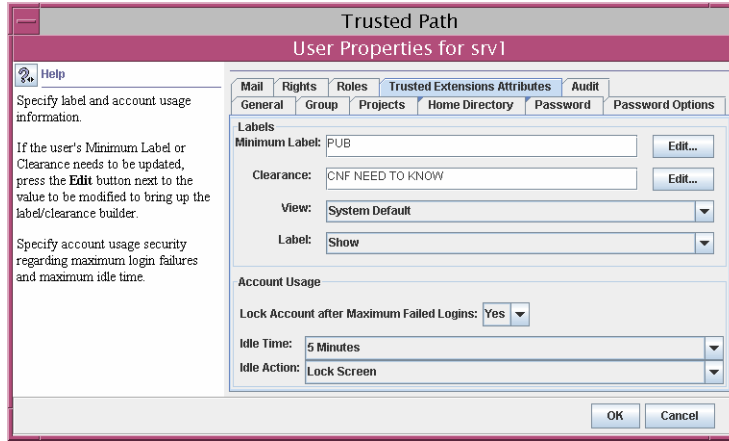 Trusted Path
User Properties for srv1
Help
Specify label and account usage
information.
If the user's Minimum Label or
Clearance needs to be updated,
press the Edit button next to the
value to be modified to bring up the
label/clearance builder.
Specify account usage security
regarding maximum login failures
and maximum idle time.
Mail Rights Roles Trusted Extensions Attributes Audit
General Group Projects Home Directory Password Password Options
Labels
Minimum Label: PUB Edit...
Clearance: CNF NEED TO KNOW Edit...
View: System Default
Label: Show
Account Usage
Lock Account after Maximum Failed Logins: Yes
Idle Time: 5 Minutes
Idle Action: Lock Screen
OK Cancel